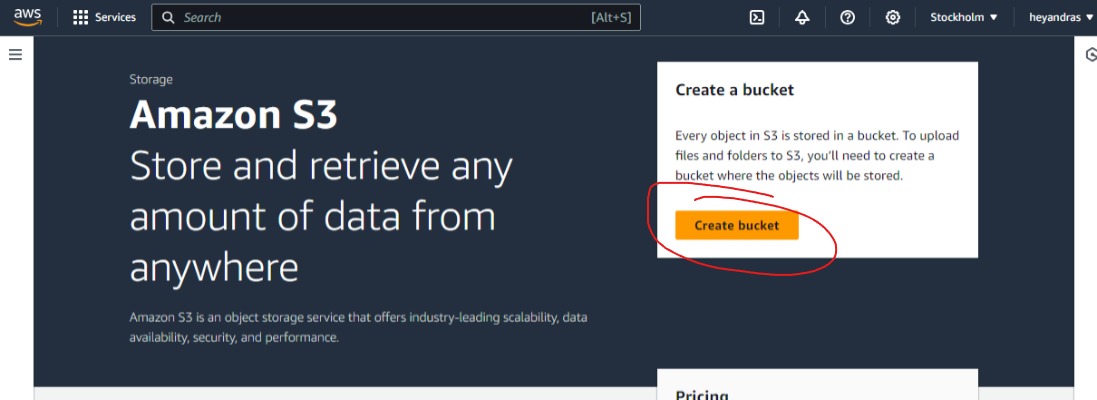 aws
Services
Search
[Alt+S]
Stockholm
heyandras
Storage
Amazon S3
Store and retrieve any
amount of data from
anywhere
Amazon S3 is an object storage service that offers industry-leading scalability, data
availability, security, and performance.
Create a bucket
Every object in S3 is stored in a bucket. To upload
files and folders to S3, you'll need to create a
bucket where the objects will be stored.
Create bucket
Pricing